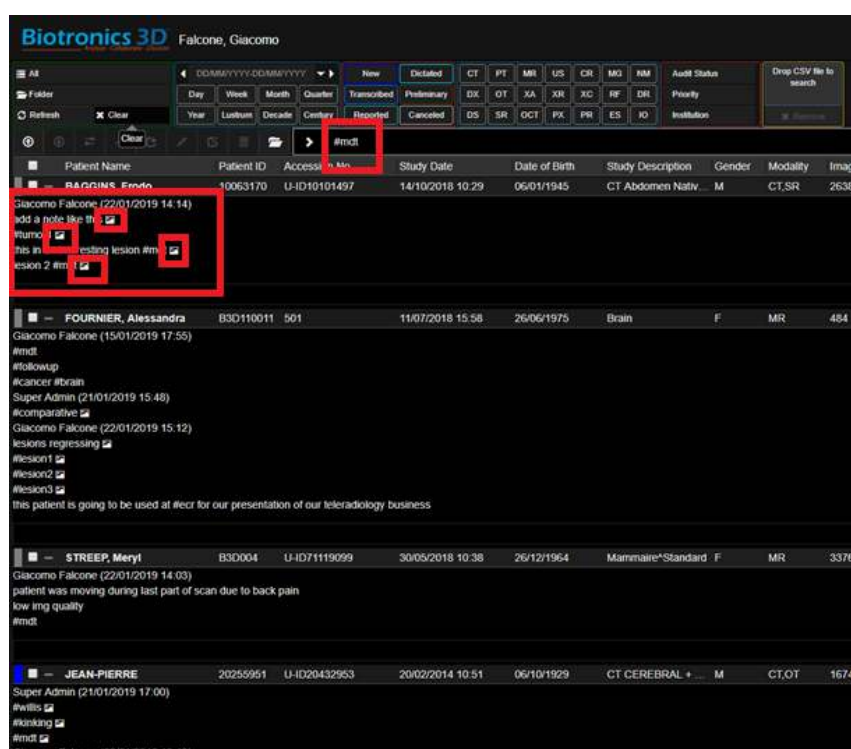 Biotronics 3D Falcone, Giacomo
All DD/MM/YYYY-DD/MM/YYYY New Dictated CT PT MR US CR MG NM Audit Status Drop CSV file to search
Folder Day Week Month Quarter Transcribed Preliminary DX OT XA XR XC RF DR Priority
Refresh X Clear Year Lustrum Decade Century Reported Canceled DS SR OCT PX PR ES IO Institution
Clear #mdt
Patient Name Patient ID Accession No Study Date Date of Birth Study Description Gender Modality Imag
BAGGINS, Frodo 10063170 U-ID10101497 14/10/2018 10:29 06/01/1945 CT Abdomen Nativ... M CT,SR 2638
Giacomo Falcone (22/01/2019 14:14)
add a note like this
#tumor
this in esting lesion #m
lesion 2 #m t
FOURNIER, Alessandra B3D110011 501 11/07/2018 15:58 26/06/1975 Brain F MR 484
Giacomo Falcone (15/01/2019 17:55)
#mdt
#followup
#cancer #brain
Super Admin (21/01/2019 15:48)
#comparative
Giacomo Falcone (22/01/2019 15:12)
lesions regressing
#lesion1
#lesion2
#lesion3
this patient is going to be used at #ecr for our presentation of our teleradiology business
STREEP, Meryl B3D004 U-ID71119099 30/05/2018 10:38 26/12/1964 Mammaire^Standard F MR 3376
Giacomo Falcone (22/01/2019 14:03)
patient was moving during last part of scan due to back pain
low img quality
#mdt
JEAN-PIERRE 20255951 U-ID20432953 20/02/2014 10:51 06/10/1929 CT CEREBRAL + ... M CT,OT 1674
Super Admin (21/01/2019 17:00)
#willis
#kinking
#mdt